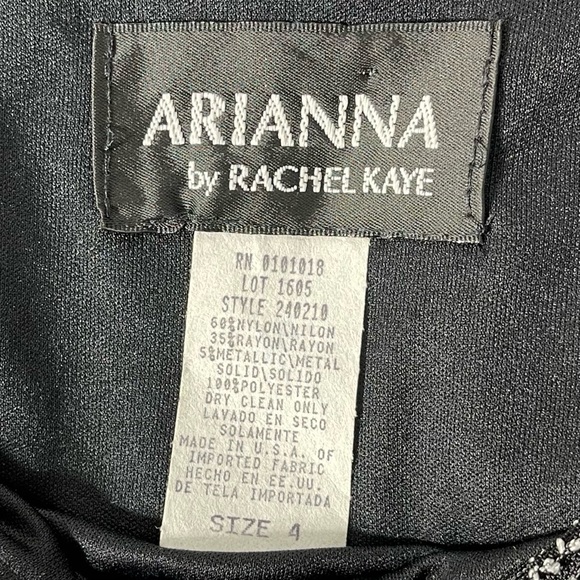 ARIANNA
by RACHEL KAYE
RN 0101018
LOT 1605
STYLE 240210
60%NYLON\NILON
35%RAYON\RAYON
5%METALLIC\METAL
SOLID\SOLIDO
100%POLYESTER
DRY CLEAN ONLY
LAVADO EN SECO
SOLAMENTE
MADE IN U.S.A. OF
IMPORTED FABRIC
HECHO EN EE.UU.
DE TELA IMPORTADA
SIZE 4